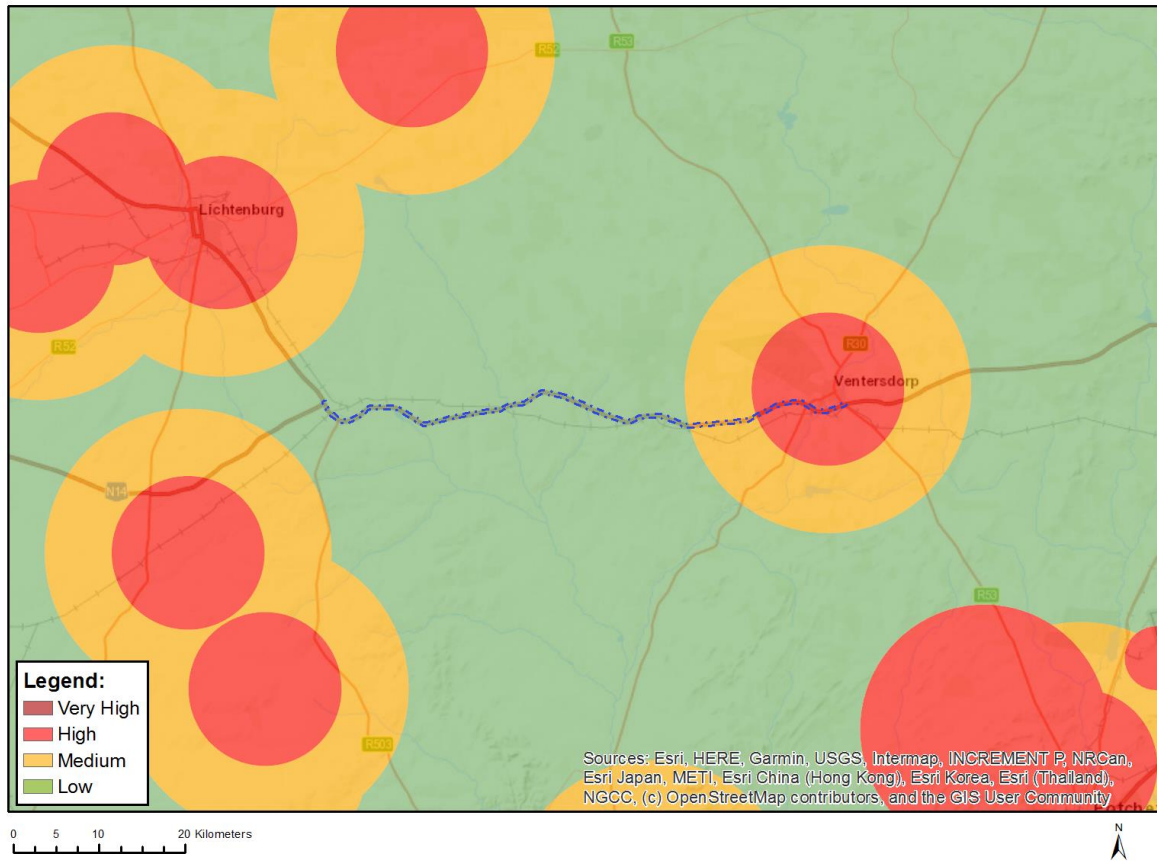 R52
R53
Lichtenburg
R52
R30
Ventersdorp
N14
R53
R503
Legend:
Very High
High
Medium
Low
Sources: Esri, HERE, Garmin, USGS, Intermap, INCREMENT P, NRCan,
Esri Japan, METI, Esri China (Hong Kong), Esri Korea, Esri (Thailand),
NGCC, (c) OpenStreetMap contributors, and the GIS User Community
0 5 10 20 Kilometers
N